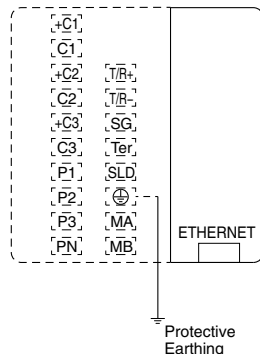 +C1
C1
+C2 T/R+
C2 T/R−
+C3 SG
C3 Ter
P1 SLD
P2
P3 MA
PN MB
ETHERNET
Protective
Earthing